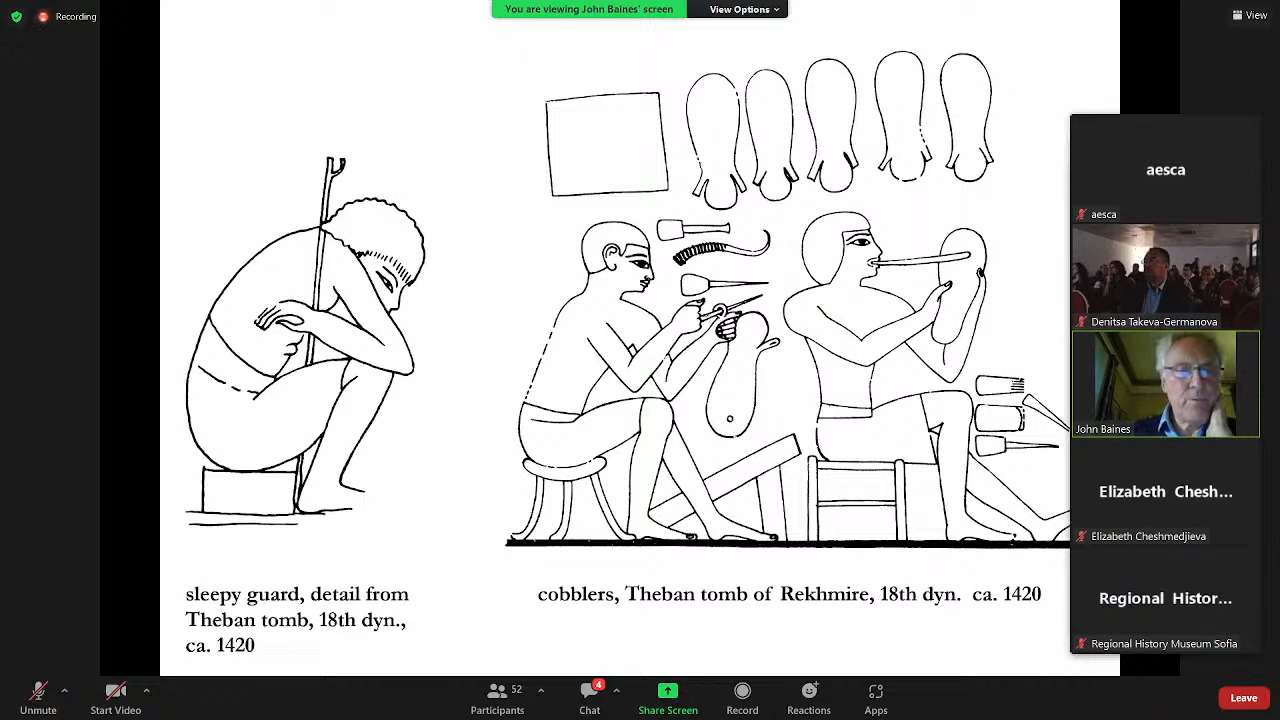 Recording
You are viewing John Baines' screen
View Options
View
aesca
aesca
Denitsa Takeva-Germanova
John Baines
Elizabeth Chesh...
Elizabeth Cheshmedjieva
Regional Histor...
Regional History Museum Sofia
sleepy guard, detail from
Theban tomb, 18th dyn.,
ca. 1420
cobblers, Theban tomb of Rekhmire, 18th dyn. ca. 1420
Unmute
Start Video
52
Participants
4
Chat
Share Screen
Record
Reactions
Apps
Leave